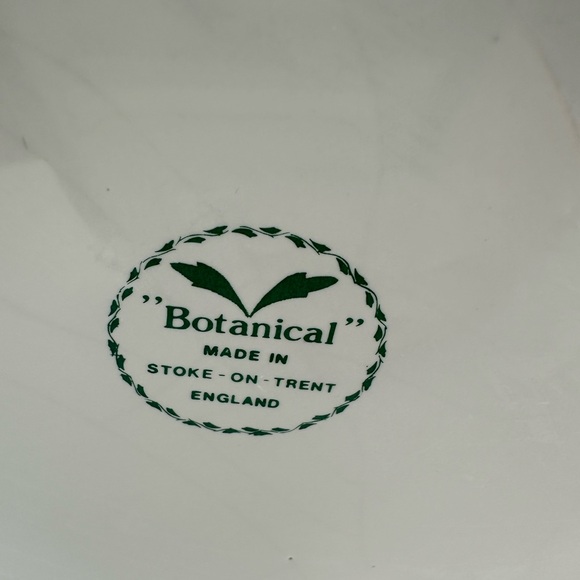 ”Botanical”
MADE IN
STOKE-ON-TRENT
ENGLAND